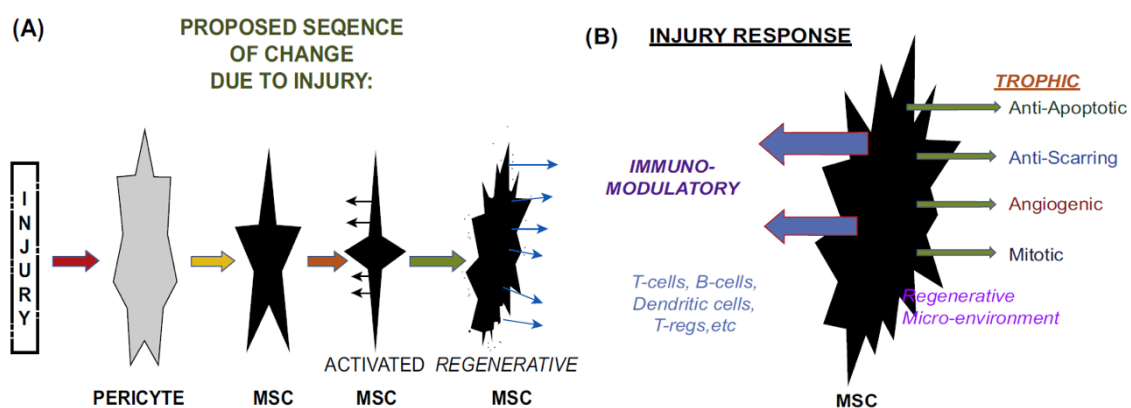 (A)
PROPOSED SEQENCE
OF CHANGE
DUE TO INJURY:
INJURY
PERICYTE
MSC
ACTIVATED
MSC
REGENERATIVE
MSC
(B)
INJURY RESPONSE
IMMUNO-
MODULATORY
T-cells, B-cells,
Dendritic cells,
T-regs,etc
TROPHIC
Anti-Apoptotic
Anti-Scarring
Angiogenic
Mitotic
Regenerative
Micro-environment
MSC